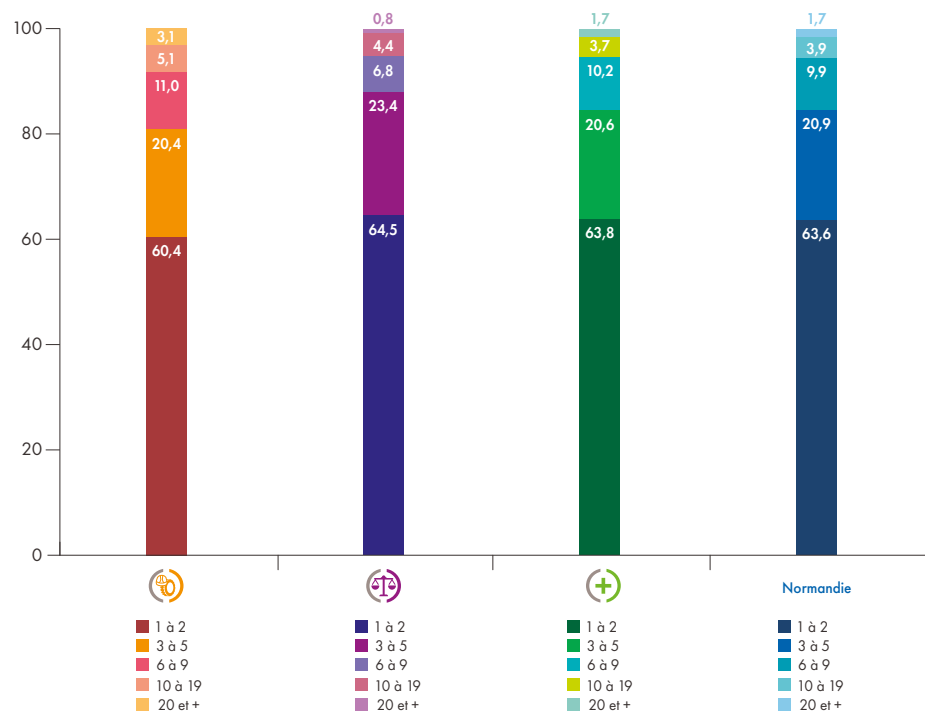 0,8 1,7 1,7
100
3,1
5,1 4,4 3,7 3,9
11,0 6,8 10,2 9,9
23,4
80
20,4 20,6 20,9
60
60,4 64,5 63,8 63,6
40
20
0
Normandie
1 à 2 1 à 2 1 à 2 1 à 2
3 à 5 3 à 5 3 à 5 3 à 5
6 à 9 6 à 9 6 à 9 6 à 9
10 à 19 10 à 19 10 à 19 10 à 19
20 et + 20 et + 20 et + 20 et +